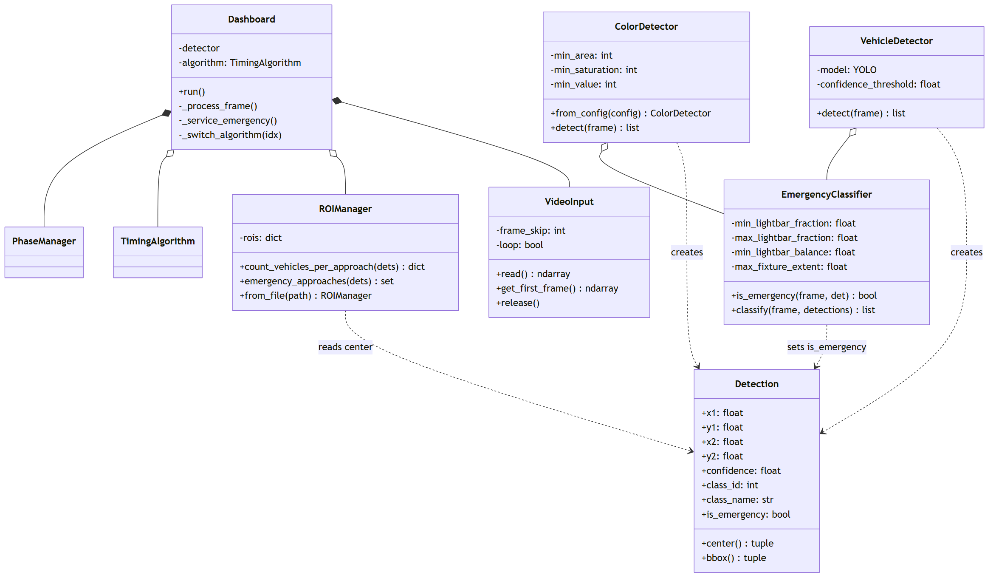 Dashboard
-detector
-algorithm: TimingAlgorithm
+run()
-_process_frame()
-_service_emergency()
-_switch_algorithm(idx)
ColorDetector
-min_area: int
-min_saturation: int
-min_value: int
+from_config(config) : ColorDetector
+detect(frame) : list
VehicleDetector
-model: YOLO
-confidence_threshold: float
+detect(frame) : list
PhaseManager
TimingAlgorithm
ROIManager
-rois: dict
+count_vehicles_per_approach(dets) : dict
+emergency_approaches(dets) : set
+from_file(path) : ROIManager
VideoInput
-frame_skip: int
-loop: bool
+read() : ndarray
+get_first_frame() : ndarray
+release()
creates
EmergencyClassifier
-min_lightbar_fraction: float
-max_lightbar_fraction: float
-min_lightbar_balance: float
-max_fixture_extent: float
+is_emergency(frame, det) : bool
+classify(frame, detections) : list
creates
reads center
sets is_emergency
Detection
+x1: float
+y1: float
+x2: float
+y2: float
+confidence: float
+class_id: int
+class_name: str
+is_emergency: bool
+center() : tuple
+bbox() : tuple